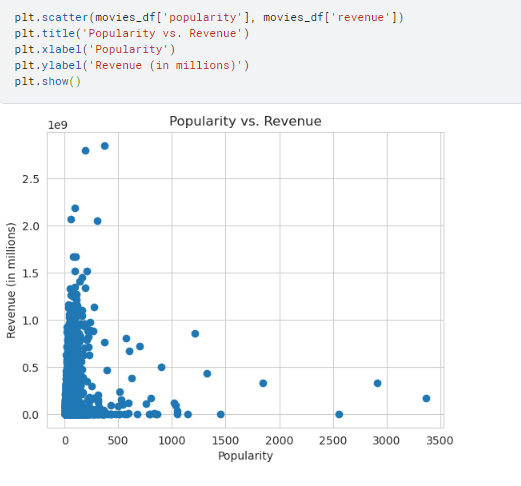 plt.scatter(movies_df['popularity'], movies_df['revenue'])
plt.title('Popularity vs. Revenue')
plt.xlabel('Popularity')
plt.ylabel('Revenue (in millions)')
plt.show()
Popularity vs. Revenue
1e9
2.5
2.0
1.5
1.0
0.5
0.0
Revenue (in millions)
0 500 1000 1500 2000 2500 3000 3500
Popularity